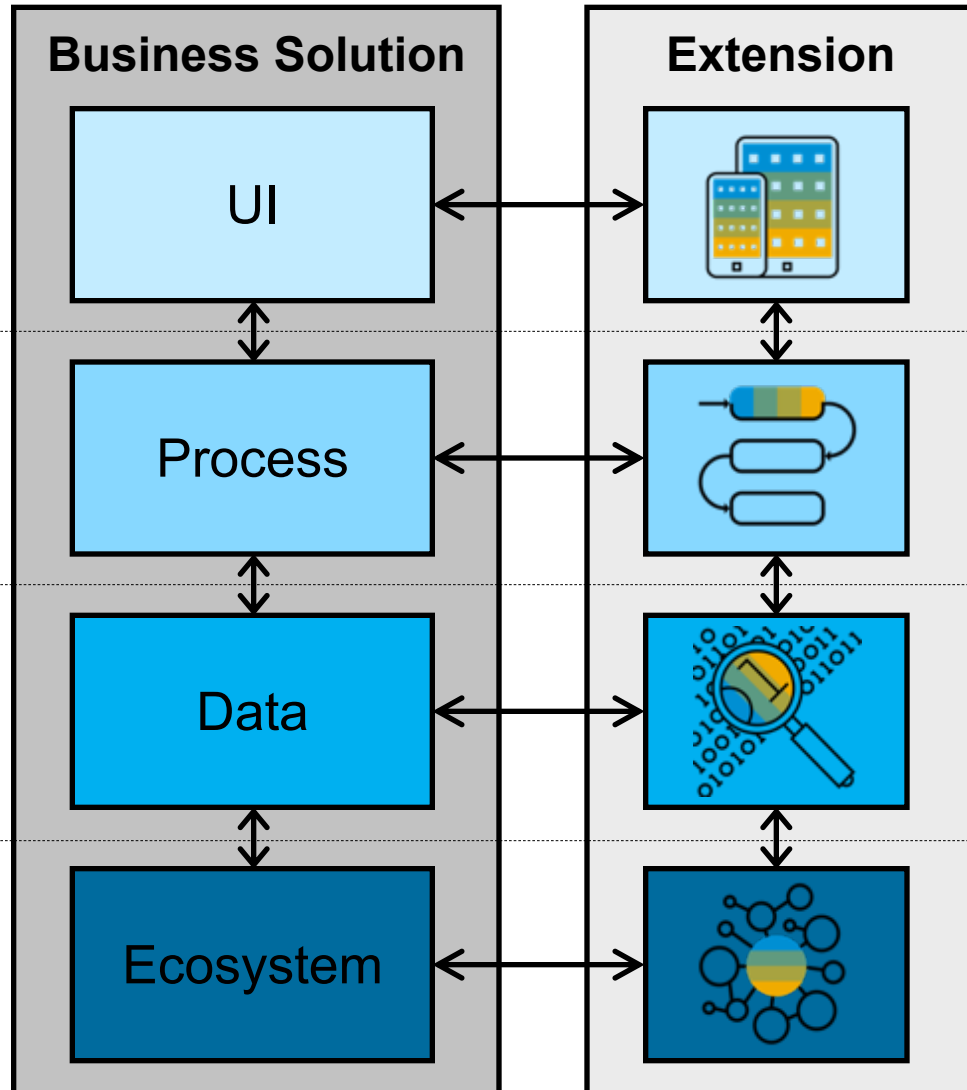 Business Solution
Extension
UI
Process
Data
Ecosystem